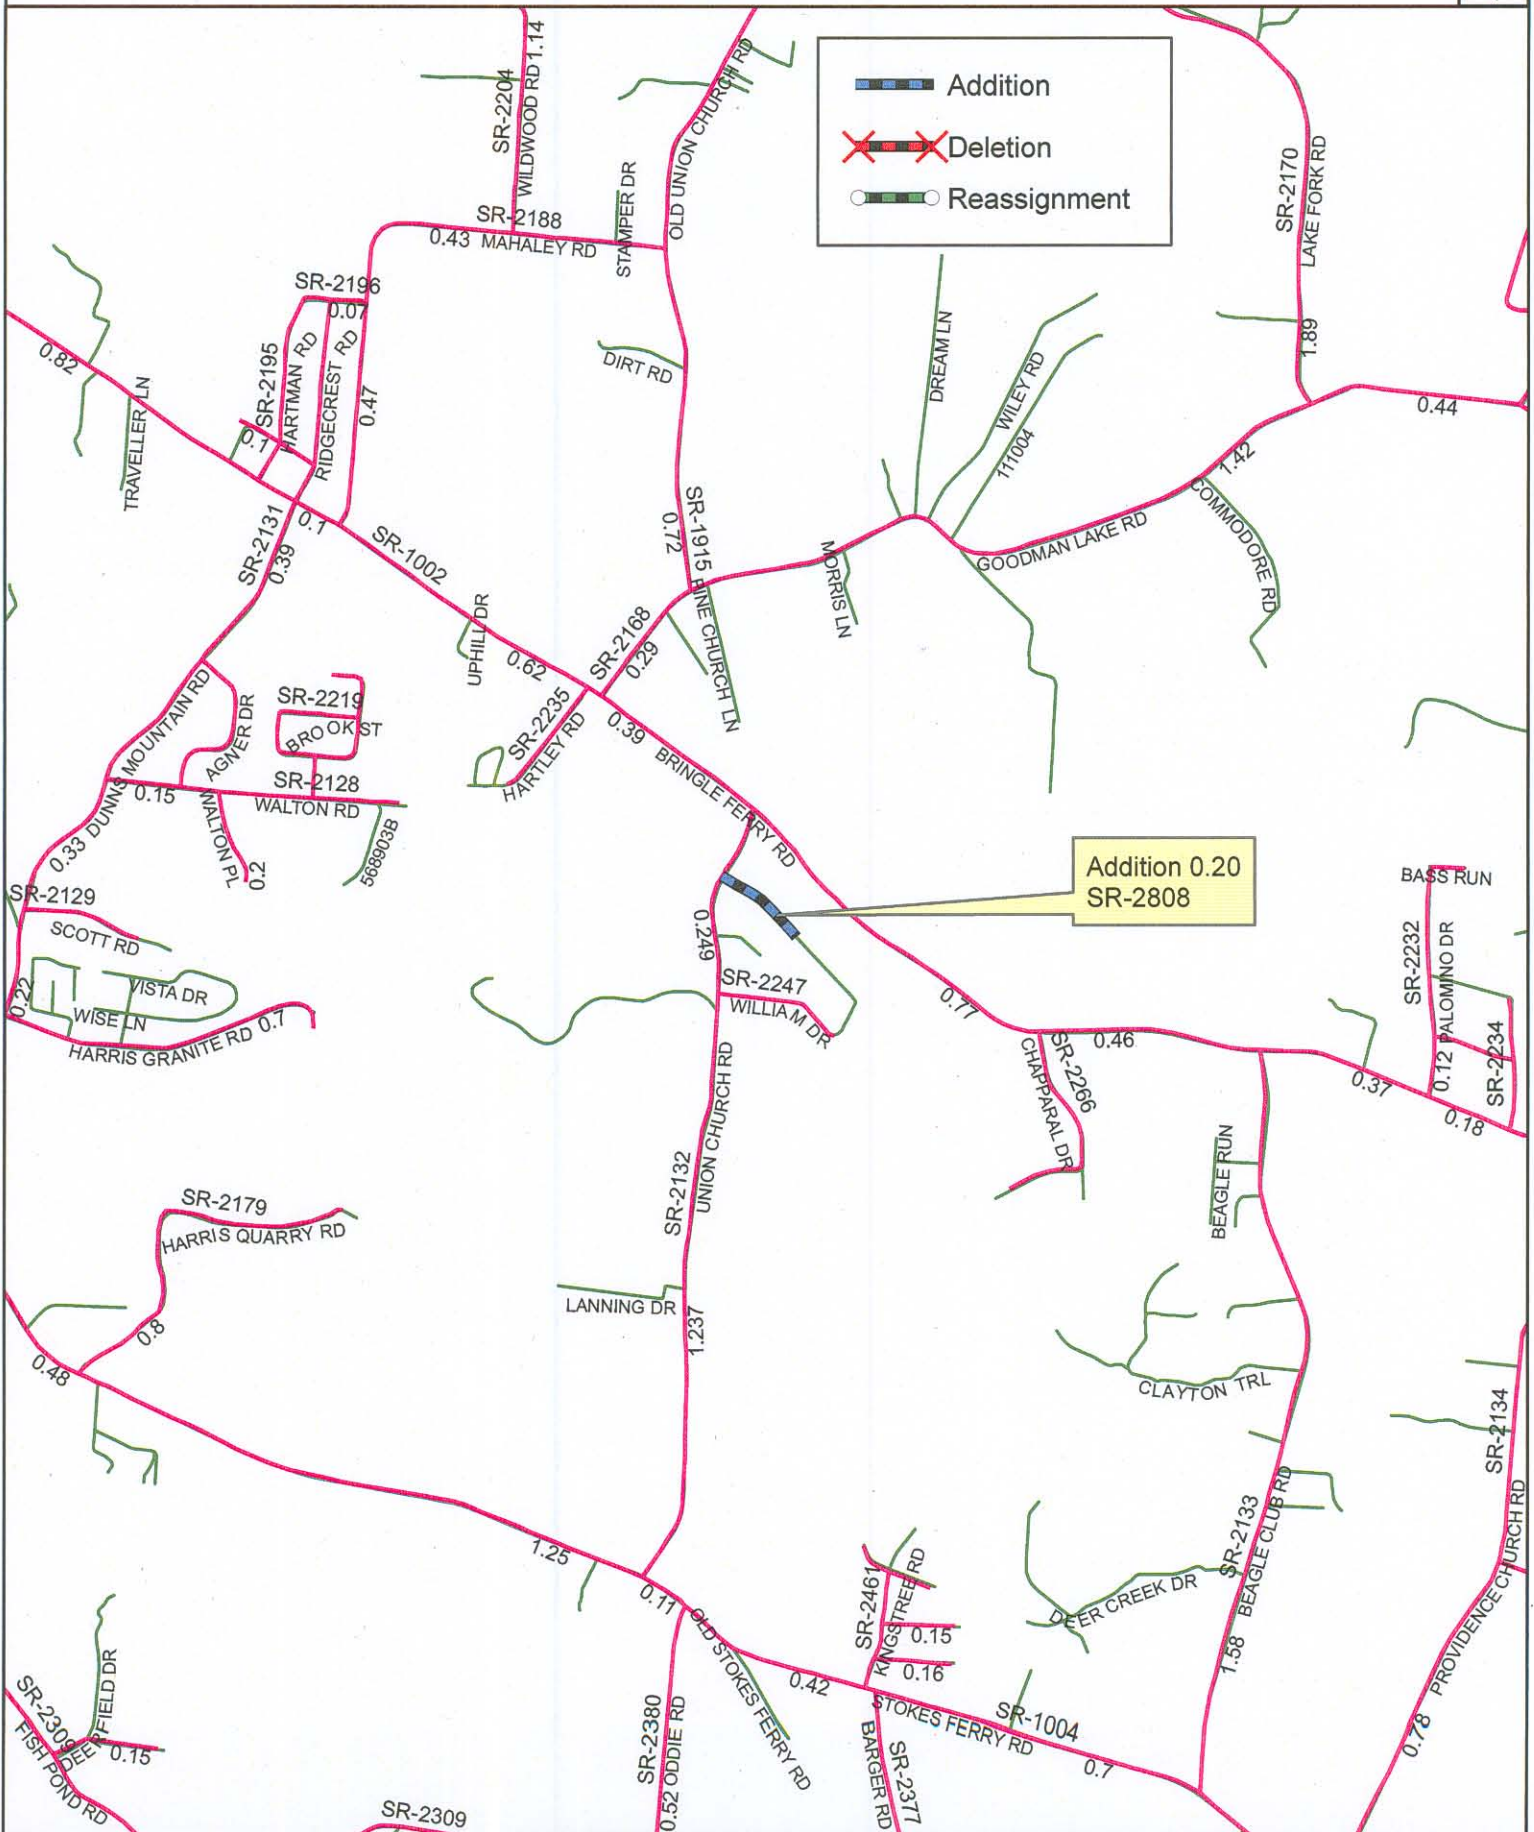 Addition
Deletion
Reassignment
SR-2204
WILDWOOD RD 1.14
OLD UNION CHURCH RD
SR-2170
LAKE FORK RD
1.89
SR-2188
0.43 MAHALEY RD
STAMPER DR
SR-2196
0.07
0.82
TRAVELLER LN
SR-2195
HARTMAN RD
RIDGECREST RD
0.47
0.1
DIRT RD
DREAM LN
WILEY RD
111004
0.44
1.42
COMMODORE RD
GOODMAN LAKE RD
SR-2131
0.39
0.1
SR-1002
SR-1915
0.72
MORRIS LN
PINE CHURCH LN
UPHILL DR
0.62
SR-2168
0.29
SR-2235
HARTLEY RD
0.39
BRINGLE FERRY RD
DUNNS MOUNTAIN RD
AGNER DR
SR-2219
BROOK ST
SR-2128
0.15
WALTON RD
WALTON PL
0.2
568903B
0.33
Addition 0.20
SR-2808
BASS RUN
SR-2129
SCOTT RD
0.22
VISTA DR
WISE LN
HARRIS GRANITE RD 0.7
0.249
SR-2247
WILLIAM DR
0.77
0.46
SR-2232
PALOMINO DR
0.12
SR-2234
0.37
0.18
SR-2266
CHAPPARAL DR
SR-2132
UNION CHURCH RD
BEAGLE RUN
SR-2179
HARRIS QUARRY RD
0.8
0.48
LANNING DR
1.237
CLAYTON TRL
SR-2134
1.25
0.11
SR-2133
BEAGLE CLUB RD
1.58
DEER CREEK DR
SR-2461
KINGSTREE RD
0.15
0.16
OLD STOKES FERRY RD
0.42
PROVIDENCE CHURCH RD
0.78
SR-2309
FISH POND RD
DEERFIELD DR
0.15
SR-2380
0.52 ODDIE RD
STOKES FERRY RD
SR-1004
0.7
BARGER RD
SR-2377
SR-2309